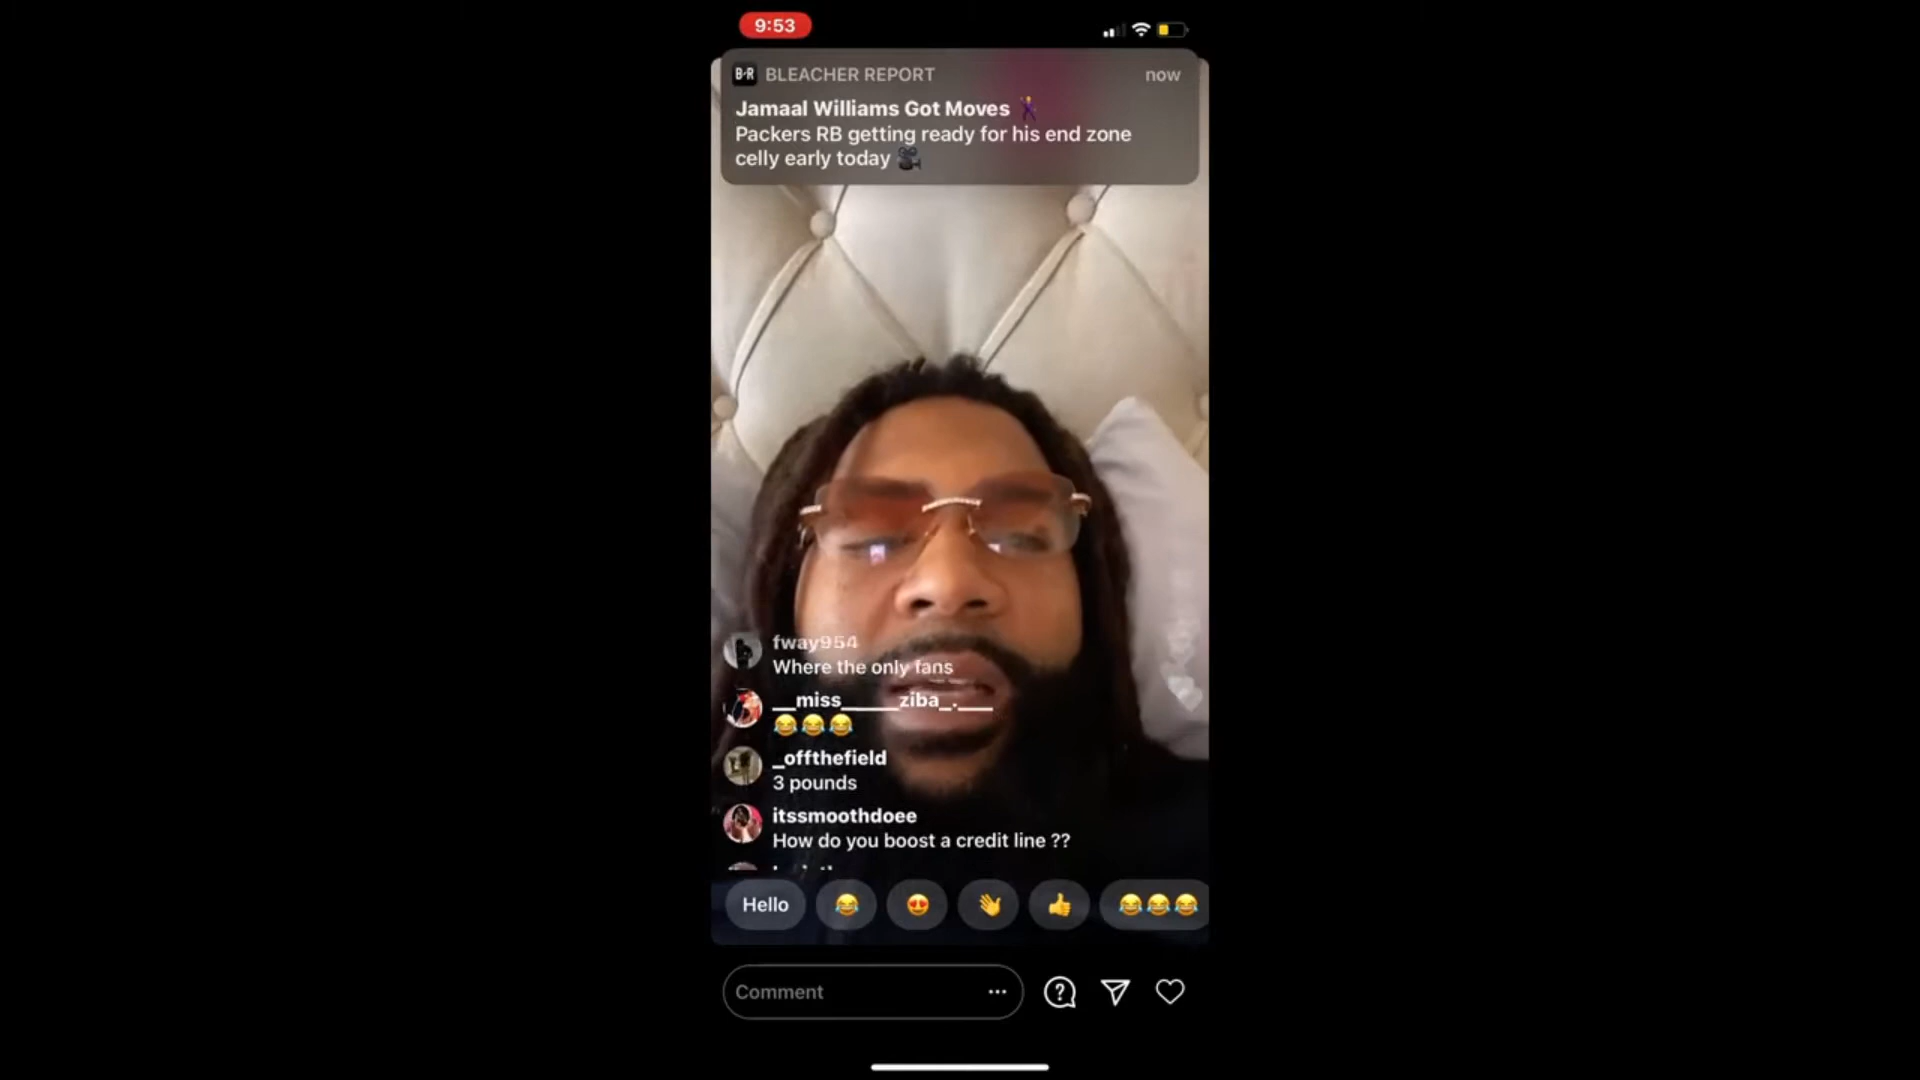 9:53
B/R BLEACHER REPORT now
Jamaal Williams Got Moves
Packers RB getting ready for his end zone
celly early today
fway954
Where the only fans
__miss_____ziba_.___
😂😂😂
_offthefield
3 pounds
itssmoothdoee
How do you boost a credit line ??
Hello 😂 😍 👋 👍 😂😂😂
Comment